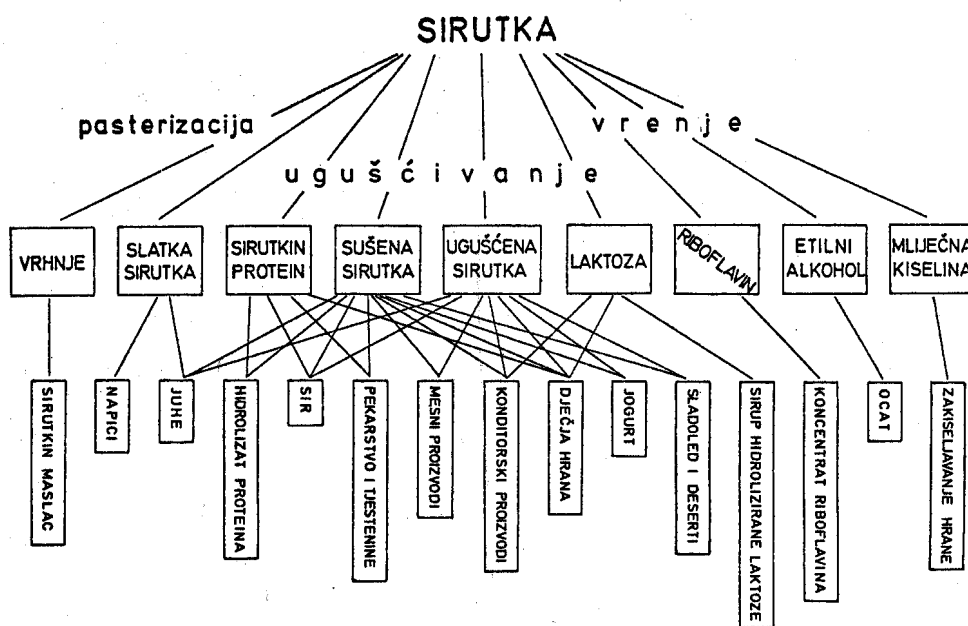 SIRUTKA
pasterizacija
vrenje
ugušćivanje
VRHNJE
SLATKA
SIRUTKA
SIRUTKIN
PROTEIN
SUŠENA
SIRUTKA
UGUŠĆENA
SIRUTKA
LAKTOZA
RIBOFLAVIN
ETILNI
ALKOHOL
MLIJEČNA
KISELINA
SIRUTKIN MASLAC
NAPICI
JUHE
HIDROLIZAT PROTEINA
SIR
PEKARSTVO I TJESTENINE
MESNI PROIZVODI
KONDITORSKI PROIZVODI
DJEČJA HRANA
JOGURT
SLADOLED I DESERTI
SIRUP HIDROLIZIRANE LAKTOZE
KONCENTRAT RIBOFLAVINA
OCAT
ZAKISELJAVANJE HRANE